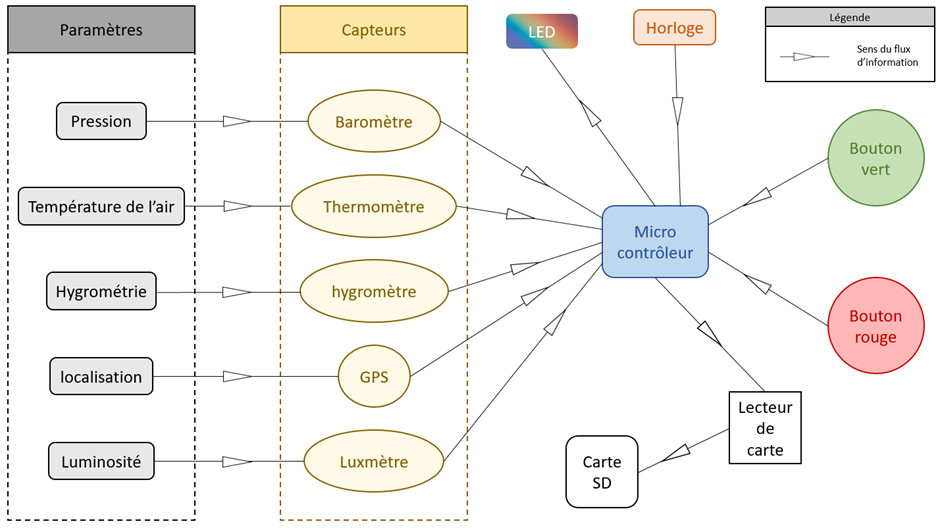 Paramètres
Capteurs
LED
Horloge
Légende
Sens du flux
d'information
Pression
Baromètre
Bouton
vert
Température de l'air
Thermomètre
Micro
contrôleur
Hygrométrie
hygromètre
Bouton
rouge
localisation
GPS
Lecteur
de
carte
Luminosité
Luxmètre
Carte
SD